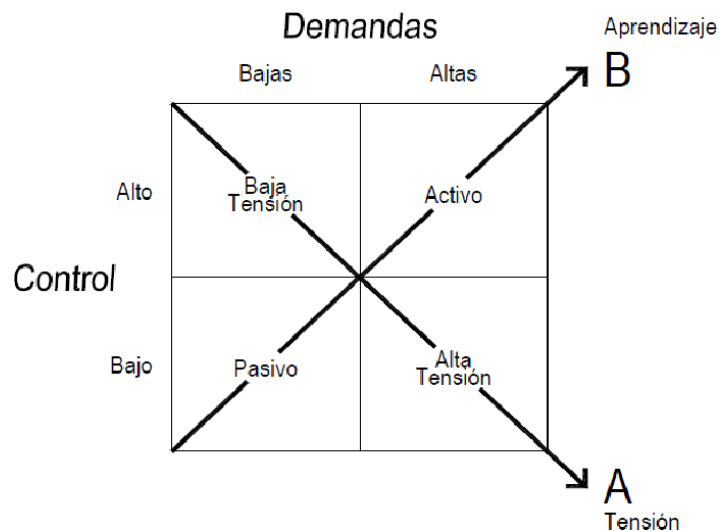 Demandas
Aprendizaje
B
Bajas
Altas
Alto
Baja
Tensión
Activo
Control
Bajo
Pasivo
Alta
Tensión
A
Tensión